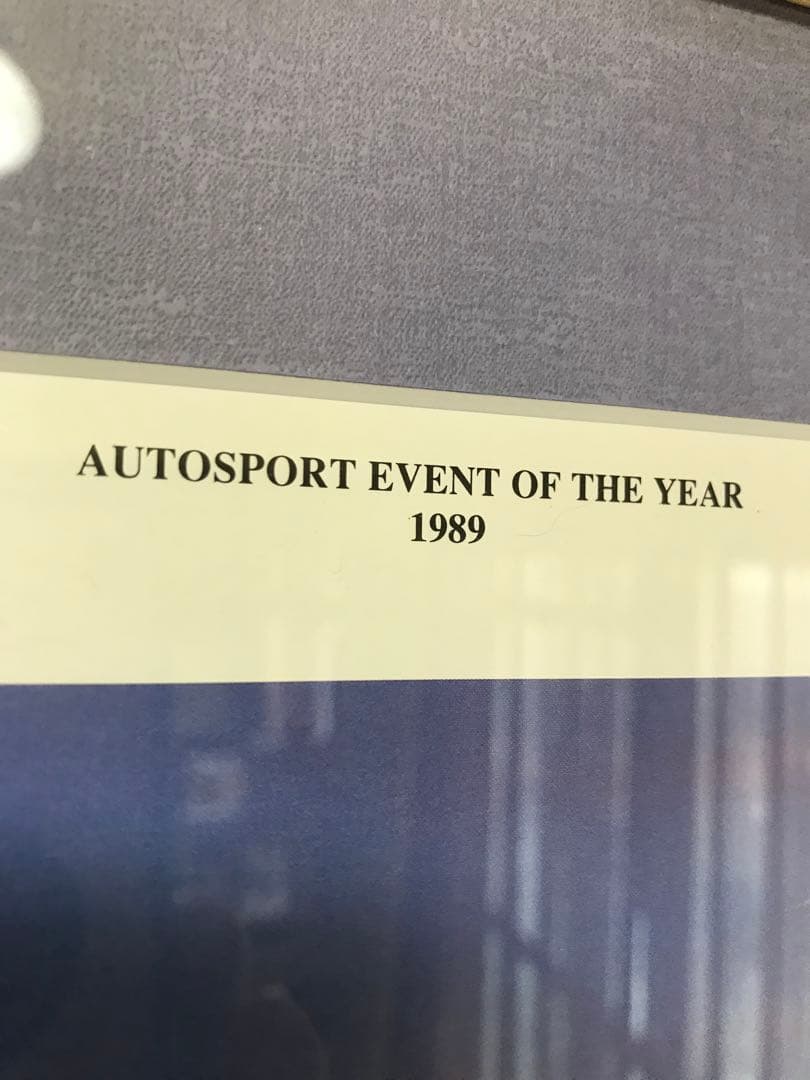 AUTOSPORT EVENT OF THE YEAR
1989